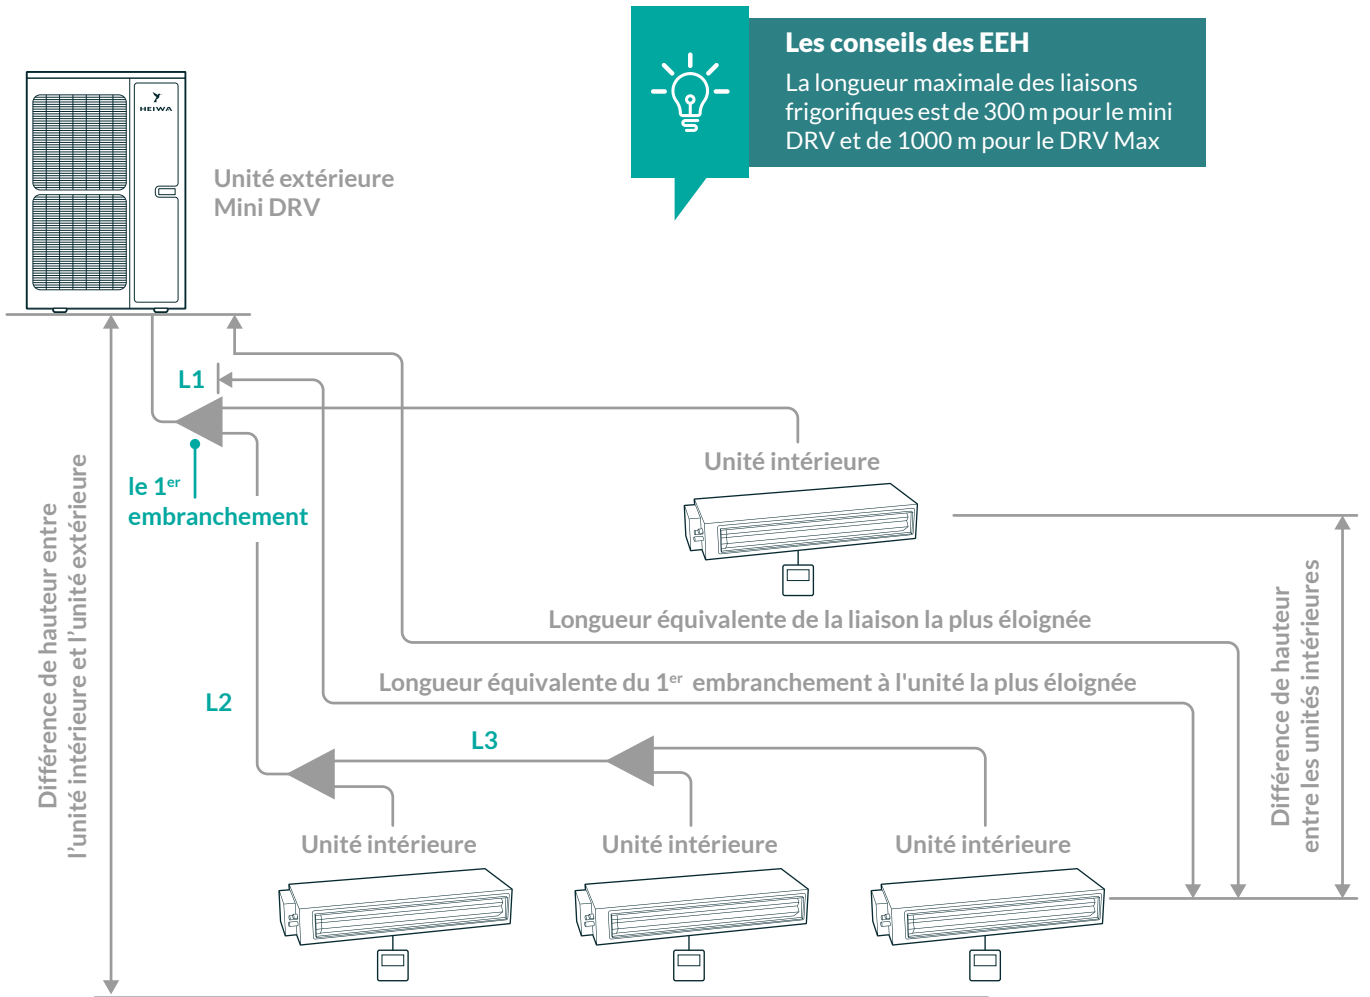 Les conseils des EEH
La longueur maximale des liaisons
frigorifiques est de 300 m pour le mini
DRV et de 1000 m pour le DRV Max
HEIWA
Unité extérieure
Mini DRV
L1
le 1er
embranchement
Unité intérieure
Différence de hauteur entre
l'unité intérieure et l'unité extérieure
Longueur équivalente de la liaison la plus éloignée
Longueur équivalente du 1er embranchement à l'unité la plus éloignée
Différence de hauteur
entre les unités intérieures
L2
L3
Unité intérieure
Unité intérieure
Unité intérieure